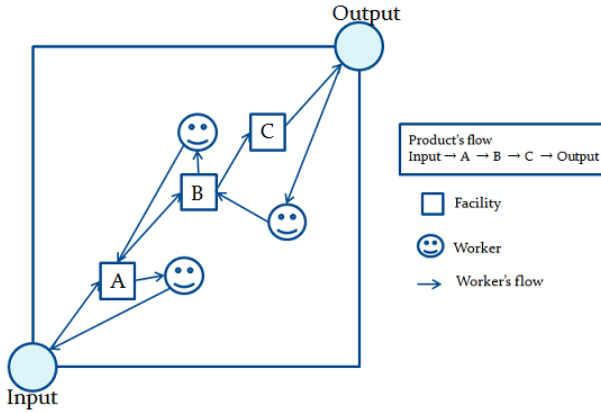 Output
C
B
A
Input
Product's flow
Input → A → B → C → Output
Facility
Worker
Worker's flow